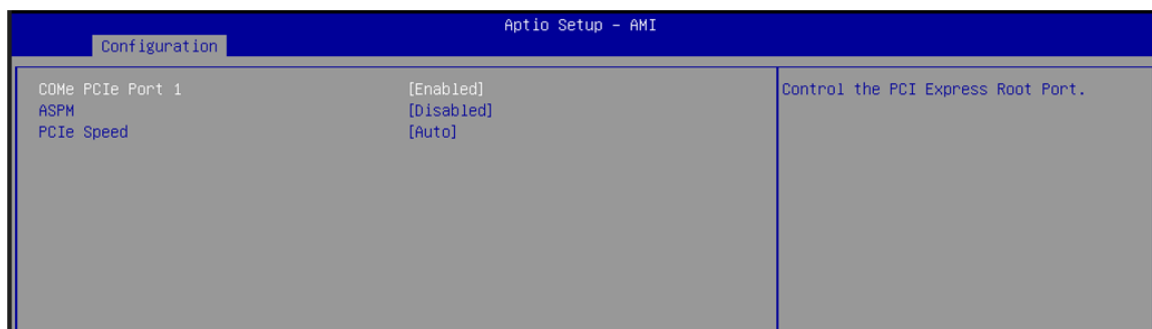 Aptio Setup – AMI
Configuration
COMe PCIe Port 1 [Enabled] Control the PCI Express Root Port.
ASPM [Disabled]
PCIe Speed [Auto]